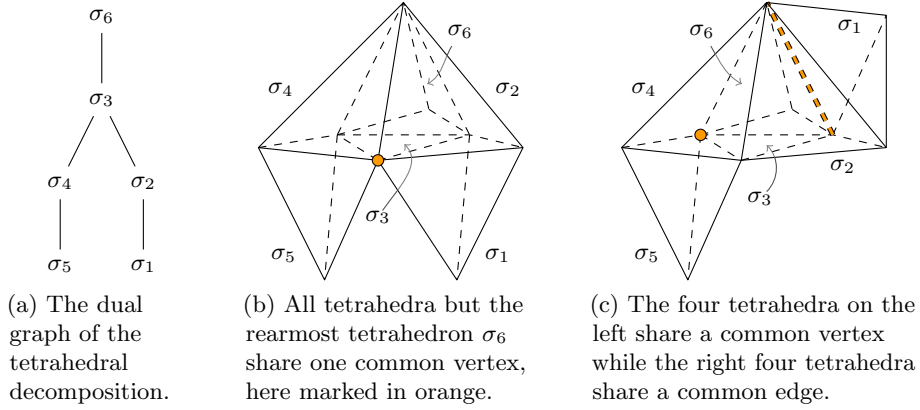 σ6
σ3
σ4 σ2
σ5 σ1
(a) The dual
graph of the
tetrahedral
decomposition.
σ6
σ4 σ2
σ3
σ5 σ1
(b) All tetrahedra but the
rearmost tetrahedron σ6
share one common vertex,
here marked in orange.
σ6 σ1
σ4
σ2
σ3
σ5
(c) The four tetrahedra on the
left share a common vertex
while the right four tetrahedra
share a common edge.